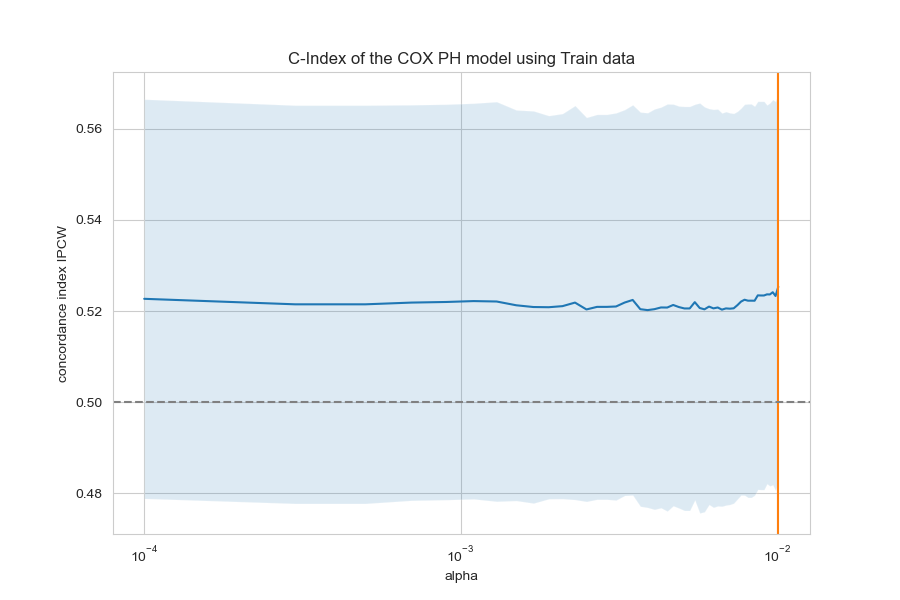 C-Index of the COX PH model using Train data
concordance index IPCW
0.56
0.54
0.52
0.50
0.48
10⁻⁴
10⁻³
10⁻²
alpha